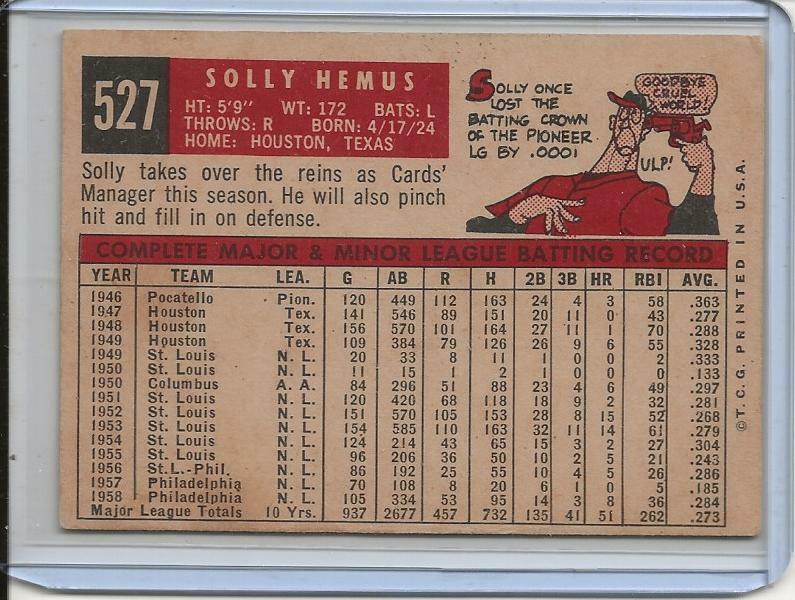 527
SOLLY HEMUS
HT: 5'9" WT: 172 BATS: L
THROWS: R BORN: 4/17/24
HOME: HOUSTON, TEXAS
Solly takes over the reins as Cards'
Manager this season. He will also pinch
hit and fill in on defense.
SOLLY ONCE
LOST THE
BATTING CROWN
OF THE PIONEER
LG BY .0001
GOODBYE
CRUEL
WORLD!
ULP!
COMPLETE MAJOR & MINOR LEAGUE BATTING RECORD
YEAR TEAM LEA. G AB R H 2B 3B HR RBI AVG.
1946 Pocatello Pion. 120 449 112 163 24 4 3 58 .363
1947 Houston Tex. 141 546 89 151 20 11 0 43 .277
1948 Houston Tex. 156 570 101 164 27 11 1 70 .288
1949 Houston Tex. 109 384 79 126 26 9 6 55 .328
1949 St. Louis N. L. 20 33 8 11 1 0 0 2 .333
1950 St. Louis N. L. 11 15 1 2 1 0 0 0 .133
1950 Columbus A. A. 84 296 51 88 23 4 6 49 .297
1951 St. Louis N. L. 120 420 68 118 18 9 2 32 .281
1952 St. Louis N. L. 151 570 105 153 28 8 15 52 .268
1953 St. Louis N. L. 154 585 110 163 32 11 14 61 .279
1954 St. Louis N. L. 124 214 43 65 15 3 2 27 .304
1955 St. Louis N. L. 96 206 36 50 10 2 5 21 .243
1956 St.L.-Phil. N. L. 86 192 25 55 10 4 5 26 .286
1957 Philadelphia N. L. 70 108 8 20 6 1 0 5 .185
1958 Philadelphia N. L. 105 334 53 95 14 3 8 36 .284
Major League Totals 10 Yrs. 937 2677 457 732 135 41 51 262 .273
© T. C. G. PRINTED IN U. S. A.